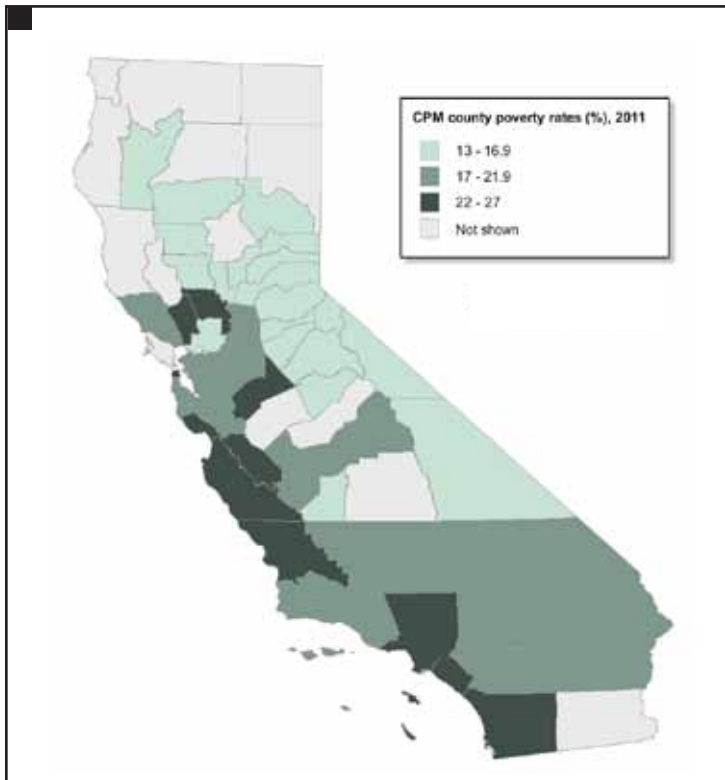 CPM county poverty rates (%), 2011
13 - 16.9
17 - 21.9
22 - 27
Not shown